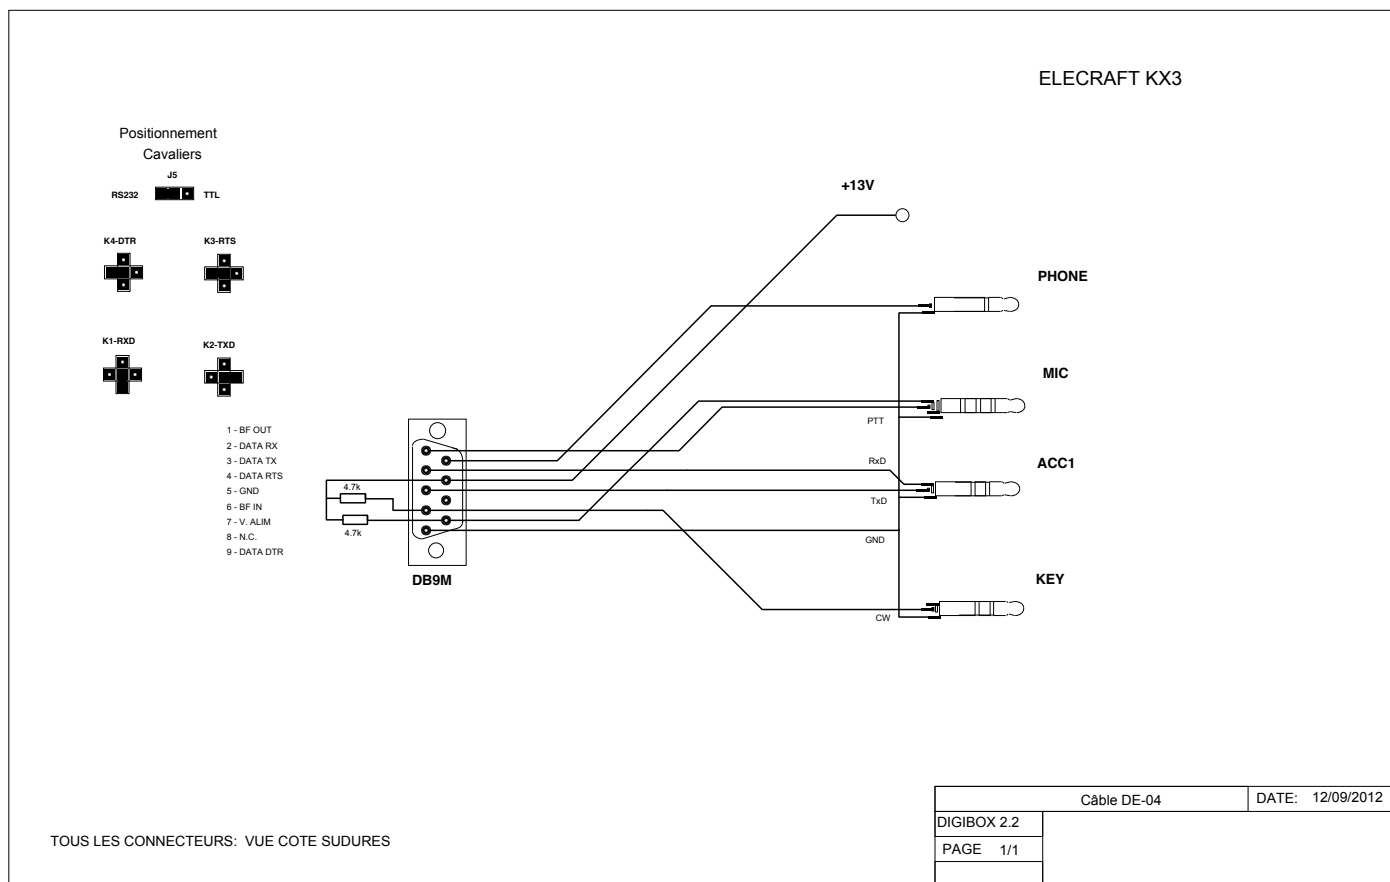 ELECRAFT KX3
Positionnement
Cavaliers
J5
RS232 TTL
K4-DTR K3-RTS
K1-RXD K2-TXD
+13V
PHONE
MIC
PTT
RxD
ACC1
TxD
GND
KEY
CW
1 - BF OUT
2 - DATA RX
3 - DATA TX
4 - DATA RTS
5 - GND
6 - BF IN
7 - V. ALIM
8 - N.C.
9 - DATA DTR
4.7k
4.7k
DB9M
TOUS LES CONNECTEURS: VUE COTE SUDURES
Câble DE-04 DATE: 12/09/2012
DIGIBOX 2.2
PAGE 1/1